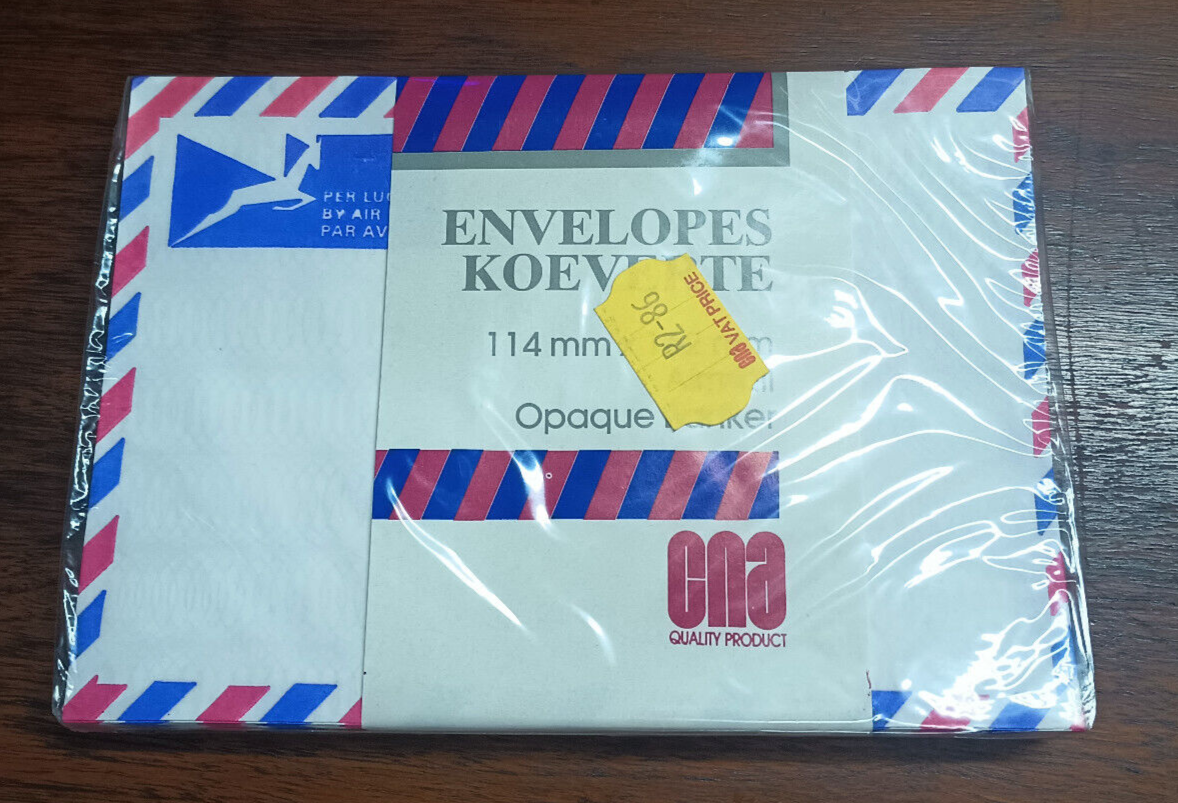 PER LU
BY AIR
PAR AV
ENVELOPES
KOEV TE
114 mm m
Opaque
R2-86
CNA VAT PRICE
CNA
QUALITY PRODUCT